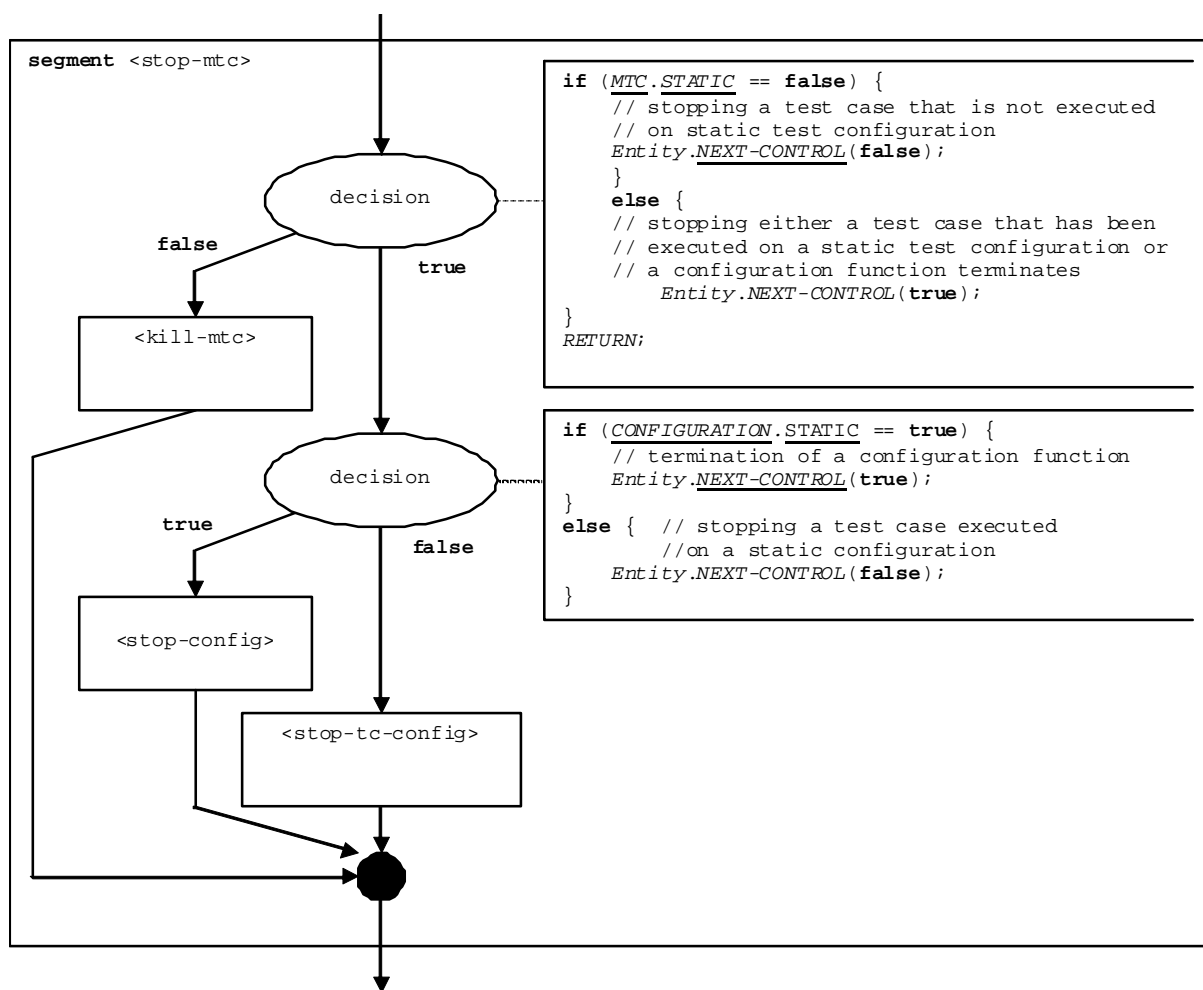 segment <stop-mtc>
decision
false
true
<kill-mtc>
if (MTC.STATIC == false) {
// stopping a test case that is not executed
// on static test configuration
Entity.NEXT-CONTROL(false);
}
else {
// stopping either a test case that has been
// executed on a static test configuration or
// a configuration function terminates
Entity.NEXT-CONTROL(true);
}
RETURN;
decision
true
false
<stop-config>
<stop-tc-config>
if (CONFIGURATION.STATIC == true) {
// termination of a configuration function
Entity.NEXT-CONTROL(true);
}
else { // stopping a test case executed
//on a static configuration
Entity.NEXT-CONTROL(false);
}